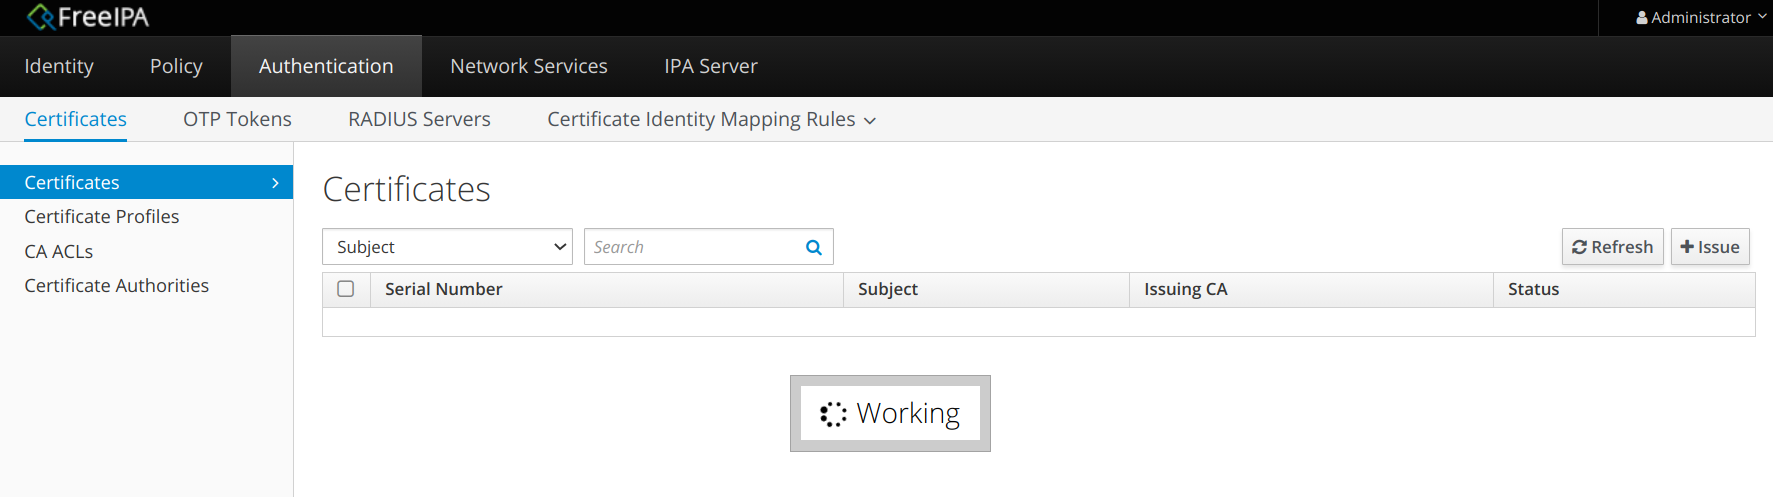 FreeIPA
Administrator
Identity Policy Authentication Network Services IPA Server
Certificates OTP Tokens RADIUS Servers Certificate Identity Mapping Rules
Certificates
Certificate Profiles
CA ACLs
Certificate Authorities
Certificates
Subject Search Refresh Issue
Serial Number Subject Issuing CA Status
Working